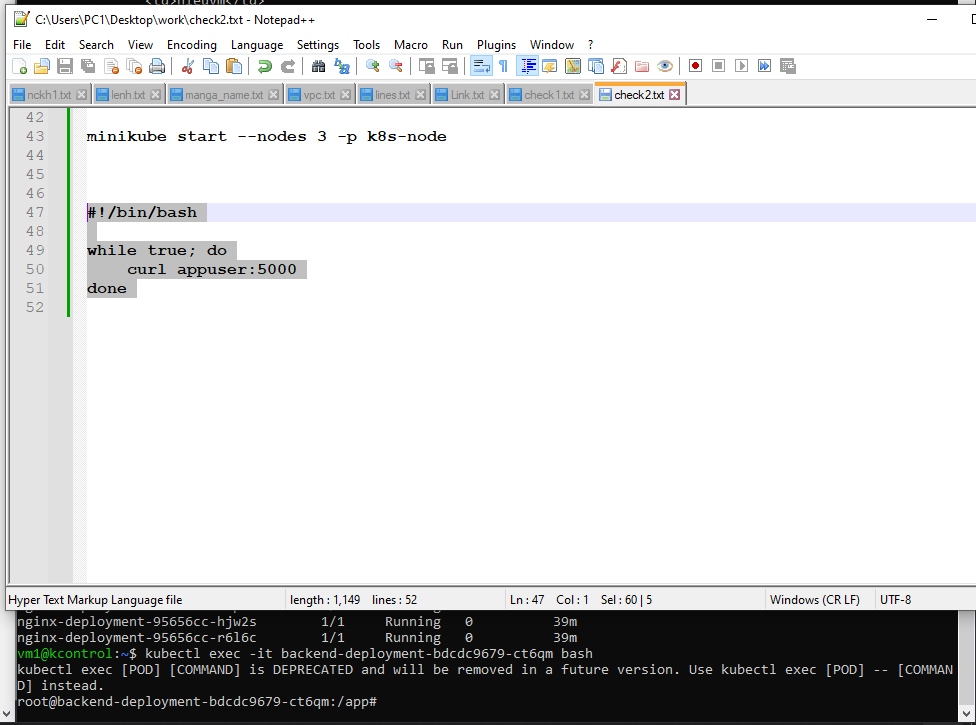 C:\Users\PC1\Desktop\work\check2.txt - Notepad++
File Edit Search View Encoding Language Settings Tools Macro Run Plugins Window ?
nckh1.txt lenh.txt manga_name.txt vpc.txt lines.txt Link.txt check1.txt check2.txt
42
43 minikube start --nodes 3 -p k8s-node
44
45
46
47 #!/bin/bash
48
49 while true; do
50 curl appuser:5000
51 done
52
Hyper Text Markup Language file length : 1,149 lines : 52 Ln : 47 Col : 1 Sel : 60 | 5 Windows (CR LF) UTF-8
nginx-deployment-95656cc-hjw2s 1/1 Running 0 39m
nginx-deployment-95656cc-r6l6c 1/1 Running 0 39m
vm1@kcontrol:~$ kubectl exec -it backend-deployment-bdcdc9679-ct6qm bash
kubectl exec [POD] [COMMAND] is DEPRECATED and will be removed in a future version. Use kubectl exec [POD] -- [COMMAN
D] instead.
root@backend-deployment-bdcdc9679-ct6qm:/app#